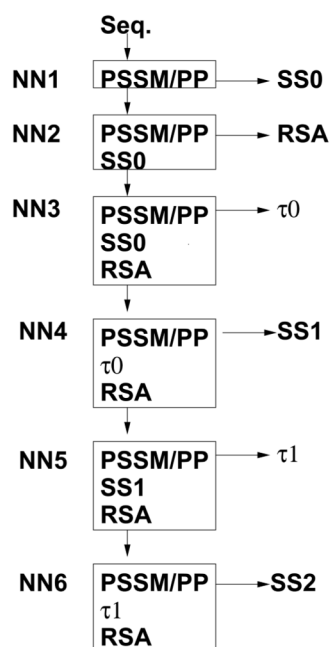 Seq.
NN1 PSSM/PP SS0
NN2 PSSM/PP RSA
SS0
NN3 PSSM/PP τ0
SS0
RSA
NN4 PSSM/PP SS1
τ0
RSA
NN5 PSSM/PP τ1
SS1
RSA
NN6 PSSM/PP SS2
τ1
RSA